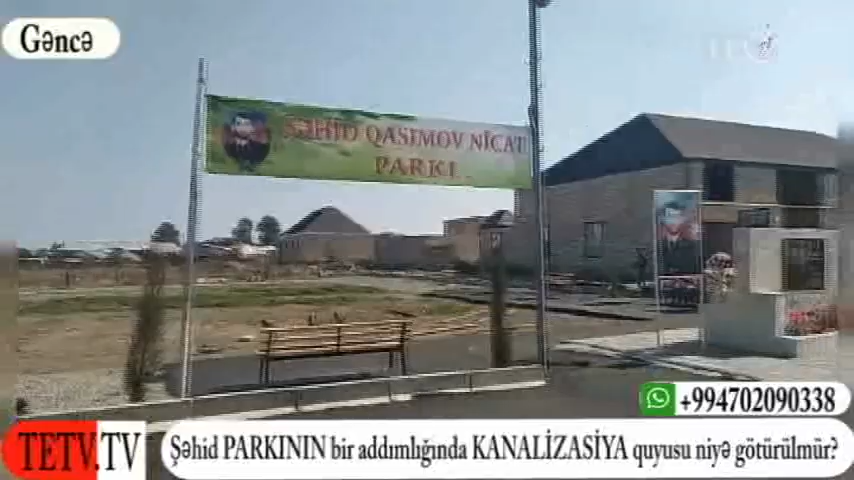 Gəncə
ŞƏHİD QASIMOV NİCAT
PARKI
+994702090338
TETV.TV
Şəhid PARKININ bir addımlığında KANALİZASİYA quyusu niyə götürülmür?